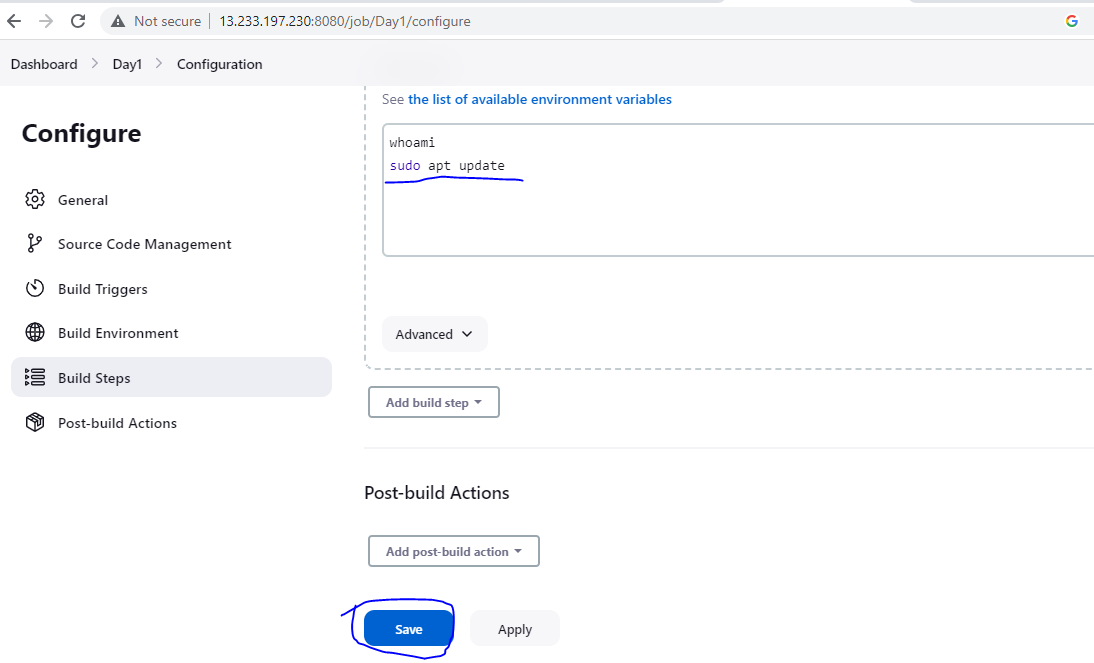 Not secure | 13.233.197.230:8080/job/Day1/configure
Dashboard > Day1 > Configuration
Configure
General
Source Code Management
Build Triggers
Build Environment
Build Steps
Post-build Actions
See the list of available environment variables
whoami
sudo apt update
Advanced
Add build step
Post-build Actions
Add post-build action
Save
Apply